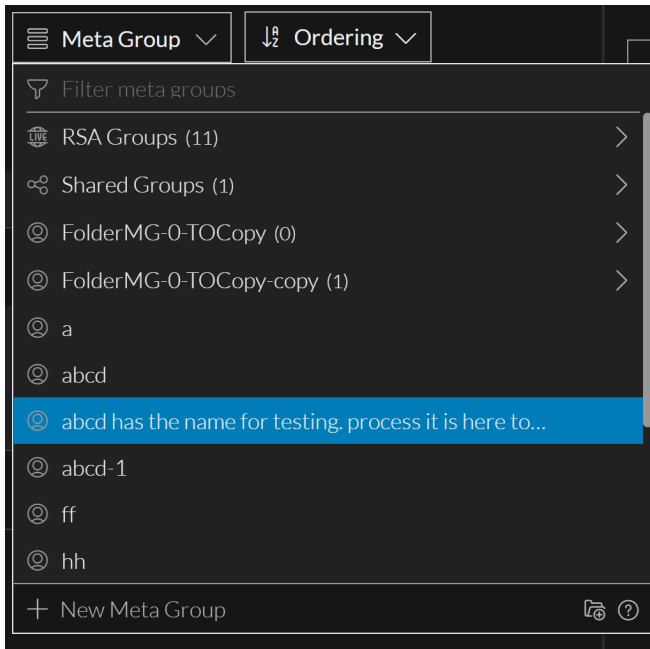 Meta Group
Ordering
Filter meta groups
LIVE RSA Groups (11)
Shared Groups (1)
FolderMG-0-TOCopy (0)
FolderMG-0-TOCopy-copy (1)
a
abcd
abcd has the name for testing. process it is here to...
abcd-1
ff
hh
New Meta Group